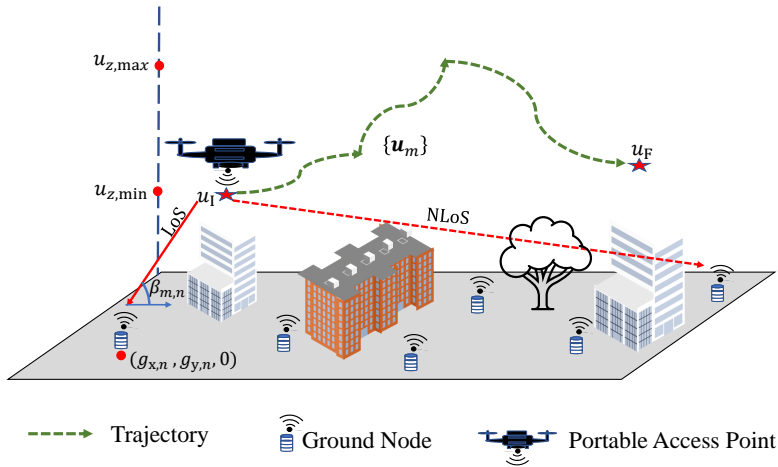 u_{z,max}
{u_m}
u_F
u_{z,min}
u_I
LoS
NLoS
β_{m,n}
(g_{x,n} , g_{y,n}, 0)
Trajectory
Ground Node
Portable Access Point